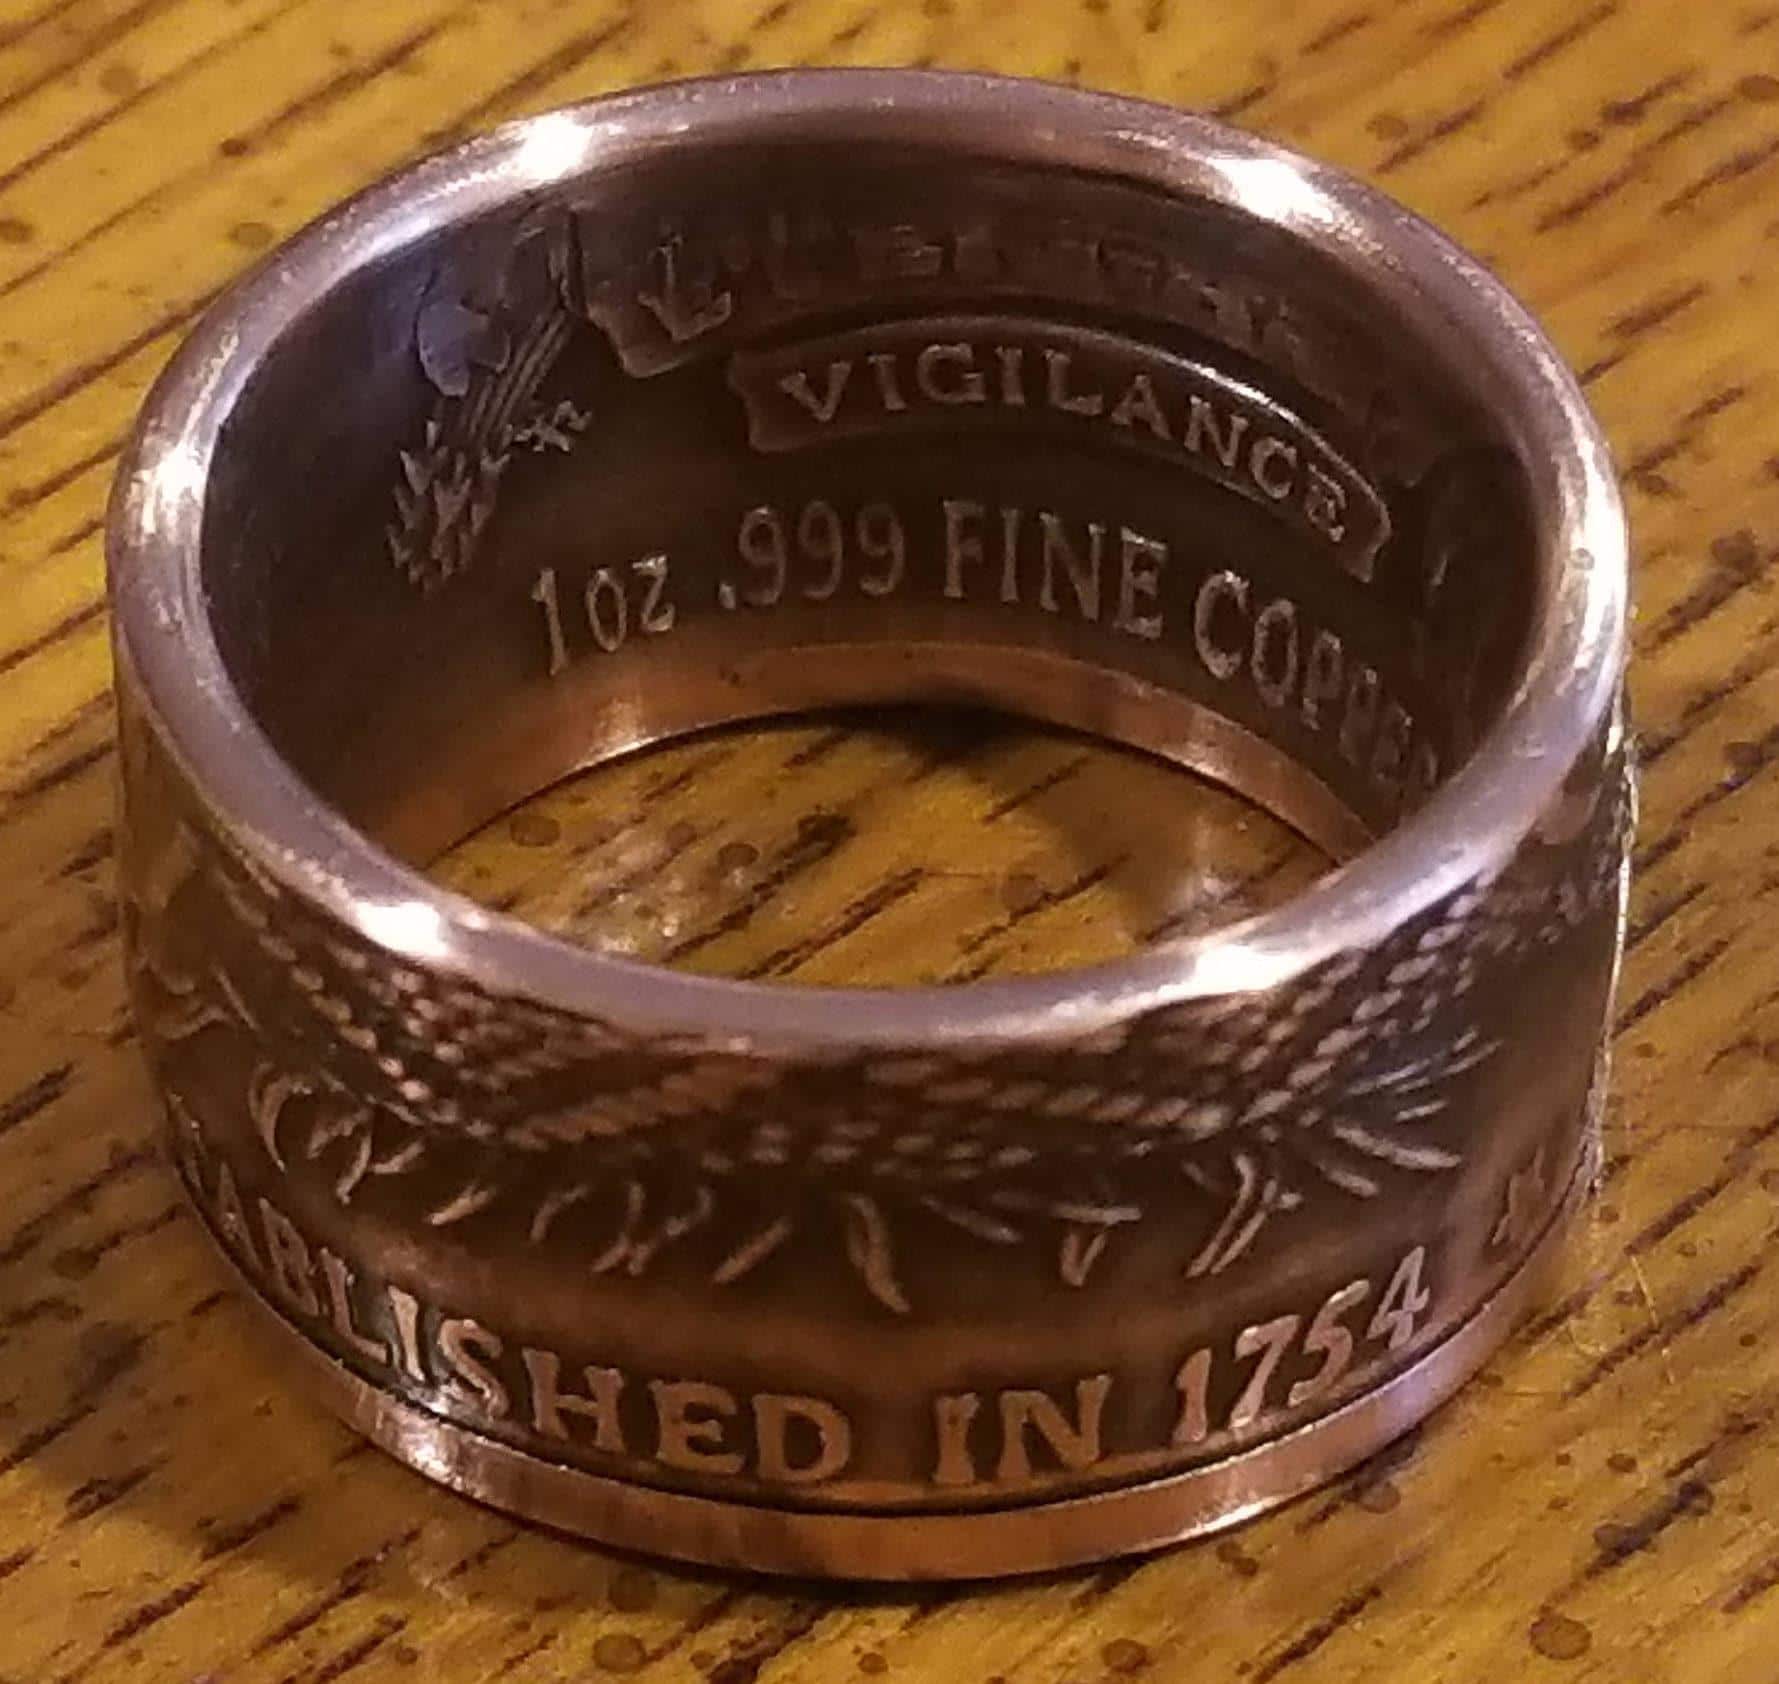 VIGILANCE
1oz .999 FINE COPPER
ABLISHED IN 1754